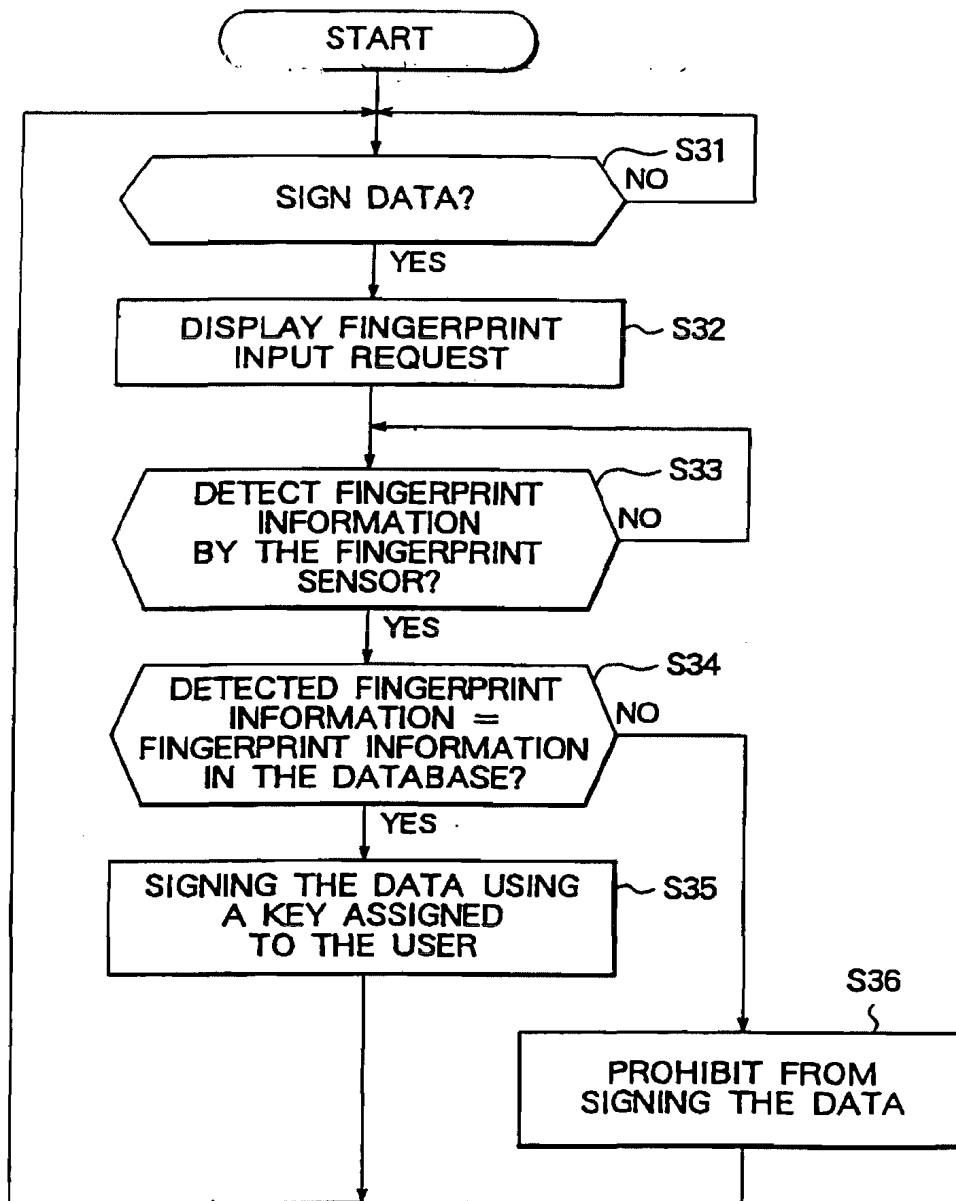 START
S31
NO
SIGN DATA?
YES
DISPLAY FINGERPRINT
INPUT REQUEST
S32
S33
DETECT FINGERPRINT
INFORMATION
BY THE FINGERPRINT
SENSOR?
NO
YES
S34
DETECTED FINGERPRINT
INFORMATION =
FINGERPRINT INFORMATION
IN THE DATABASE?
NO
YES
SIGNING THE DATA USING
A KEY ASSIGNED
TO THE USER
S35
S36
PROHIBIT FROM
SIGNING THE DATA